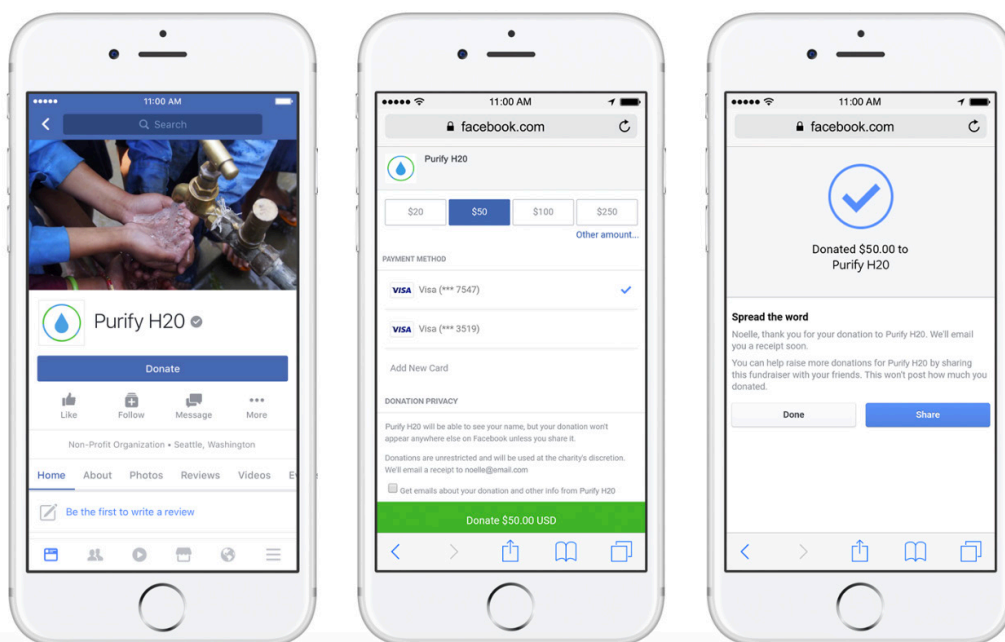 11:00 AM
Search
Purify H20
Donate
Like
Follow
Message
More
Non-Profit Organization • Seattle, Washington
Home
About
Photos
Reviews
Videos
Be the first to write a review
11:00 AM
facebook.com
Purify H20
$20
$50
$100
$250
Other amount...
PAYMENT METHOD
VISA Visa (*** 7547)
VISA Visa (*** 3519)
Add New Card
DONATION PRIVACY
Purify H20 will be able to see your name, but your donation won't
appear anywhere else on Facebook unless you share it.
Donations are unrestricted and will be used at the charity's discretion.
We'll email a receipt to noelle@email.com
Get emails about your donation and other info from Purify H20
Donate $50.00 USD
11:00 AM
facebook.com
Donated $50.00 to
Purify H20
Spread the word
Noelle, thank you for your donation to Purify H20. We'll email
you a receipt soon.
You can help raise more donations for Purify H20 by sharing
this fundraiser with your friends. This won't post how much you
donated.
Done
Share